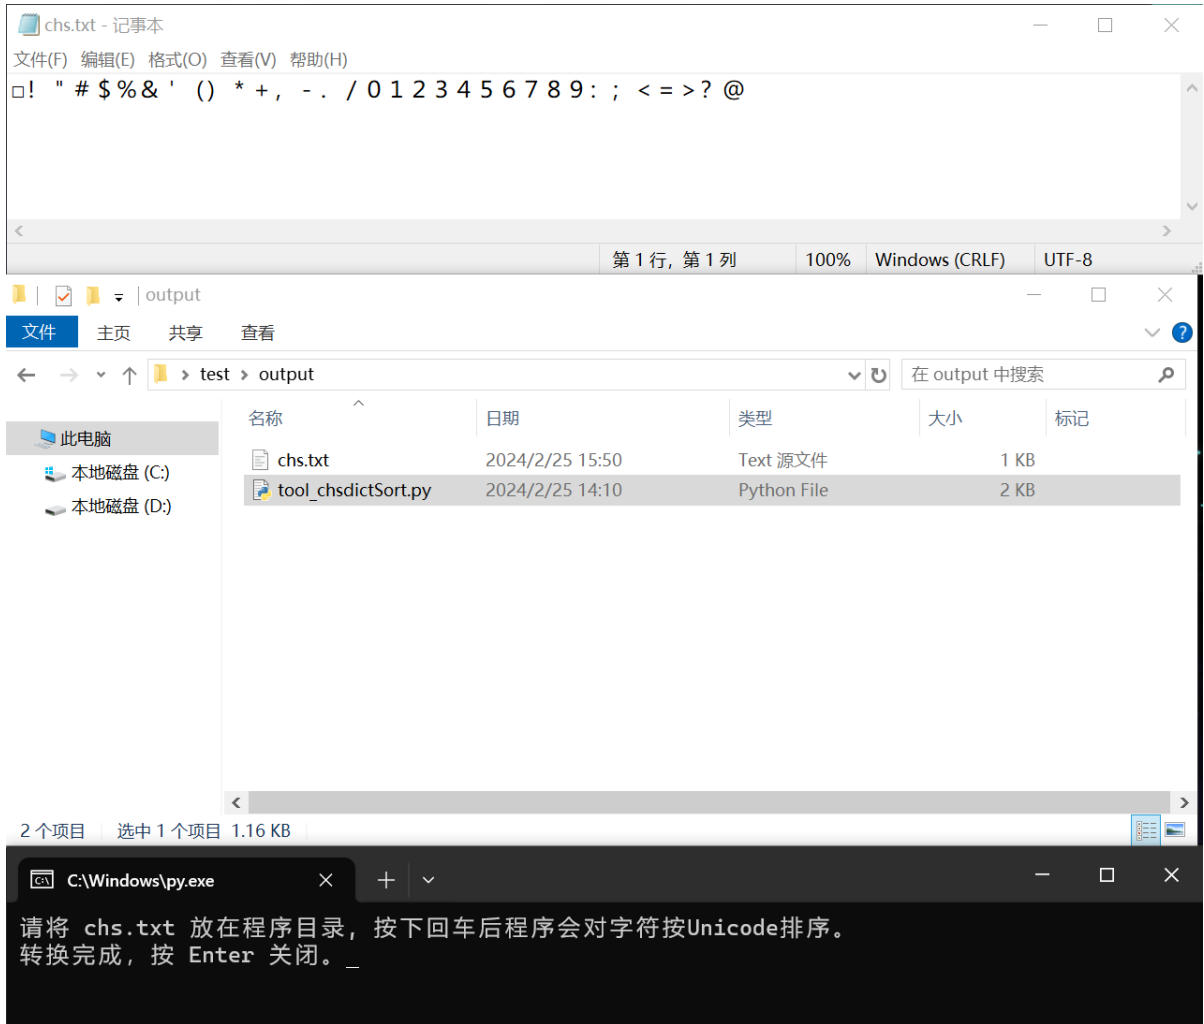 chs.txt - 记事本
文件(F) 编辑(E) 格式(O) 查看(V) 帮助(H)
□! " # $ % & ' () * +, - . / 0 1 2 3 4 5 6 7 8 9 : ; < = > ? @
第 1 行，第 1 列 100% Windows (CRLF) UTF-8
output
文件 主页 共享 查看
test > output 在 output 中搜索
名称 日期 类型 大小 标记
此电脑
本地磁盘 (C:)
本地磁盘 (D:)
chs.txt 2024/2/25 15:50 Text 源文件 1 KB
tool_chsdictSort.py 2024/2/25 14:10 Python File 2 KB
2 个项目 选中 1 个项目 1.16 KB
C:\Windows\py.exe
请将 chs.txt 放在程序目录，按下回车后程序会对字符按Unicode排序。
转换完成，按 Enter 关闭。_